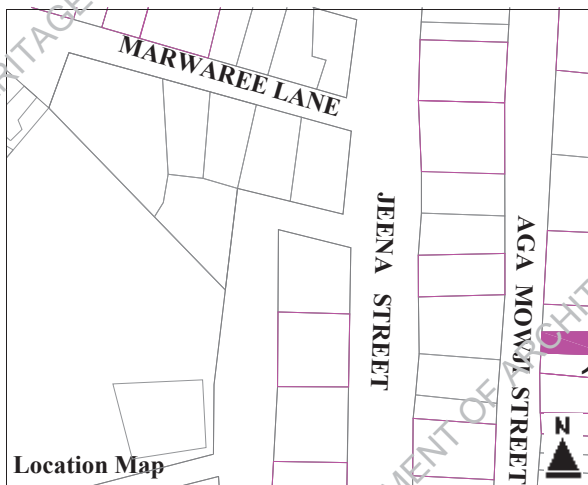 MARWAREE LANE
JEENA STREET
AGA MOWJI STREET
N
Location Map